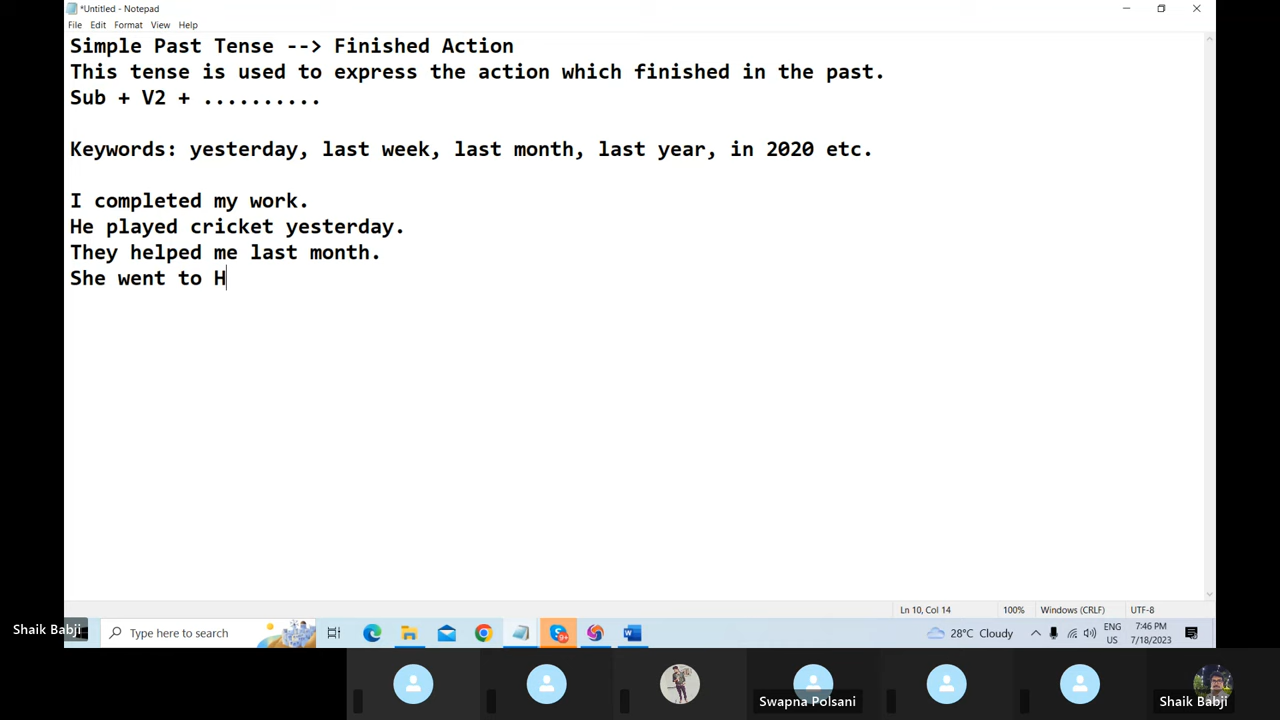 *Untitled - Notepad
File Edit Format View Help
Simple Past Tense --> Finished Action
This tense is used to express the action which finished in the past.
Sub + V2 + ..........
Keywords: yesterday, last week, last month, last year, in 2020 etc.
I completed my work.
He played cricket yesterday.
They helped me last month.
She went to H
Ln 10, Col 14 100% Windows (CRLF) UTF-8
Shaik Babji
Type here to search
9+
28°C Cloudy
ENG
US
7:46 PM
7/18/2023
Swapna Polsani
Shaik Babji